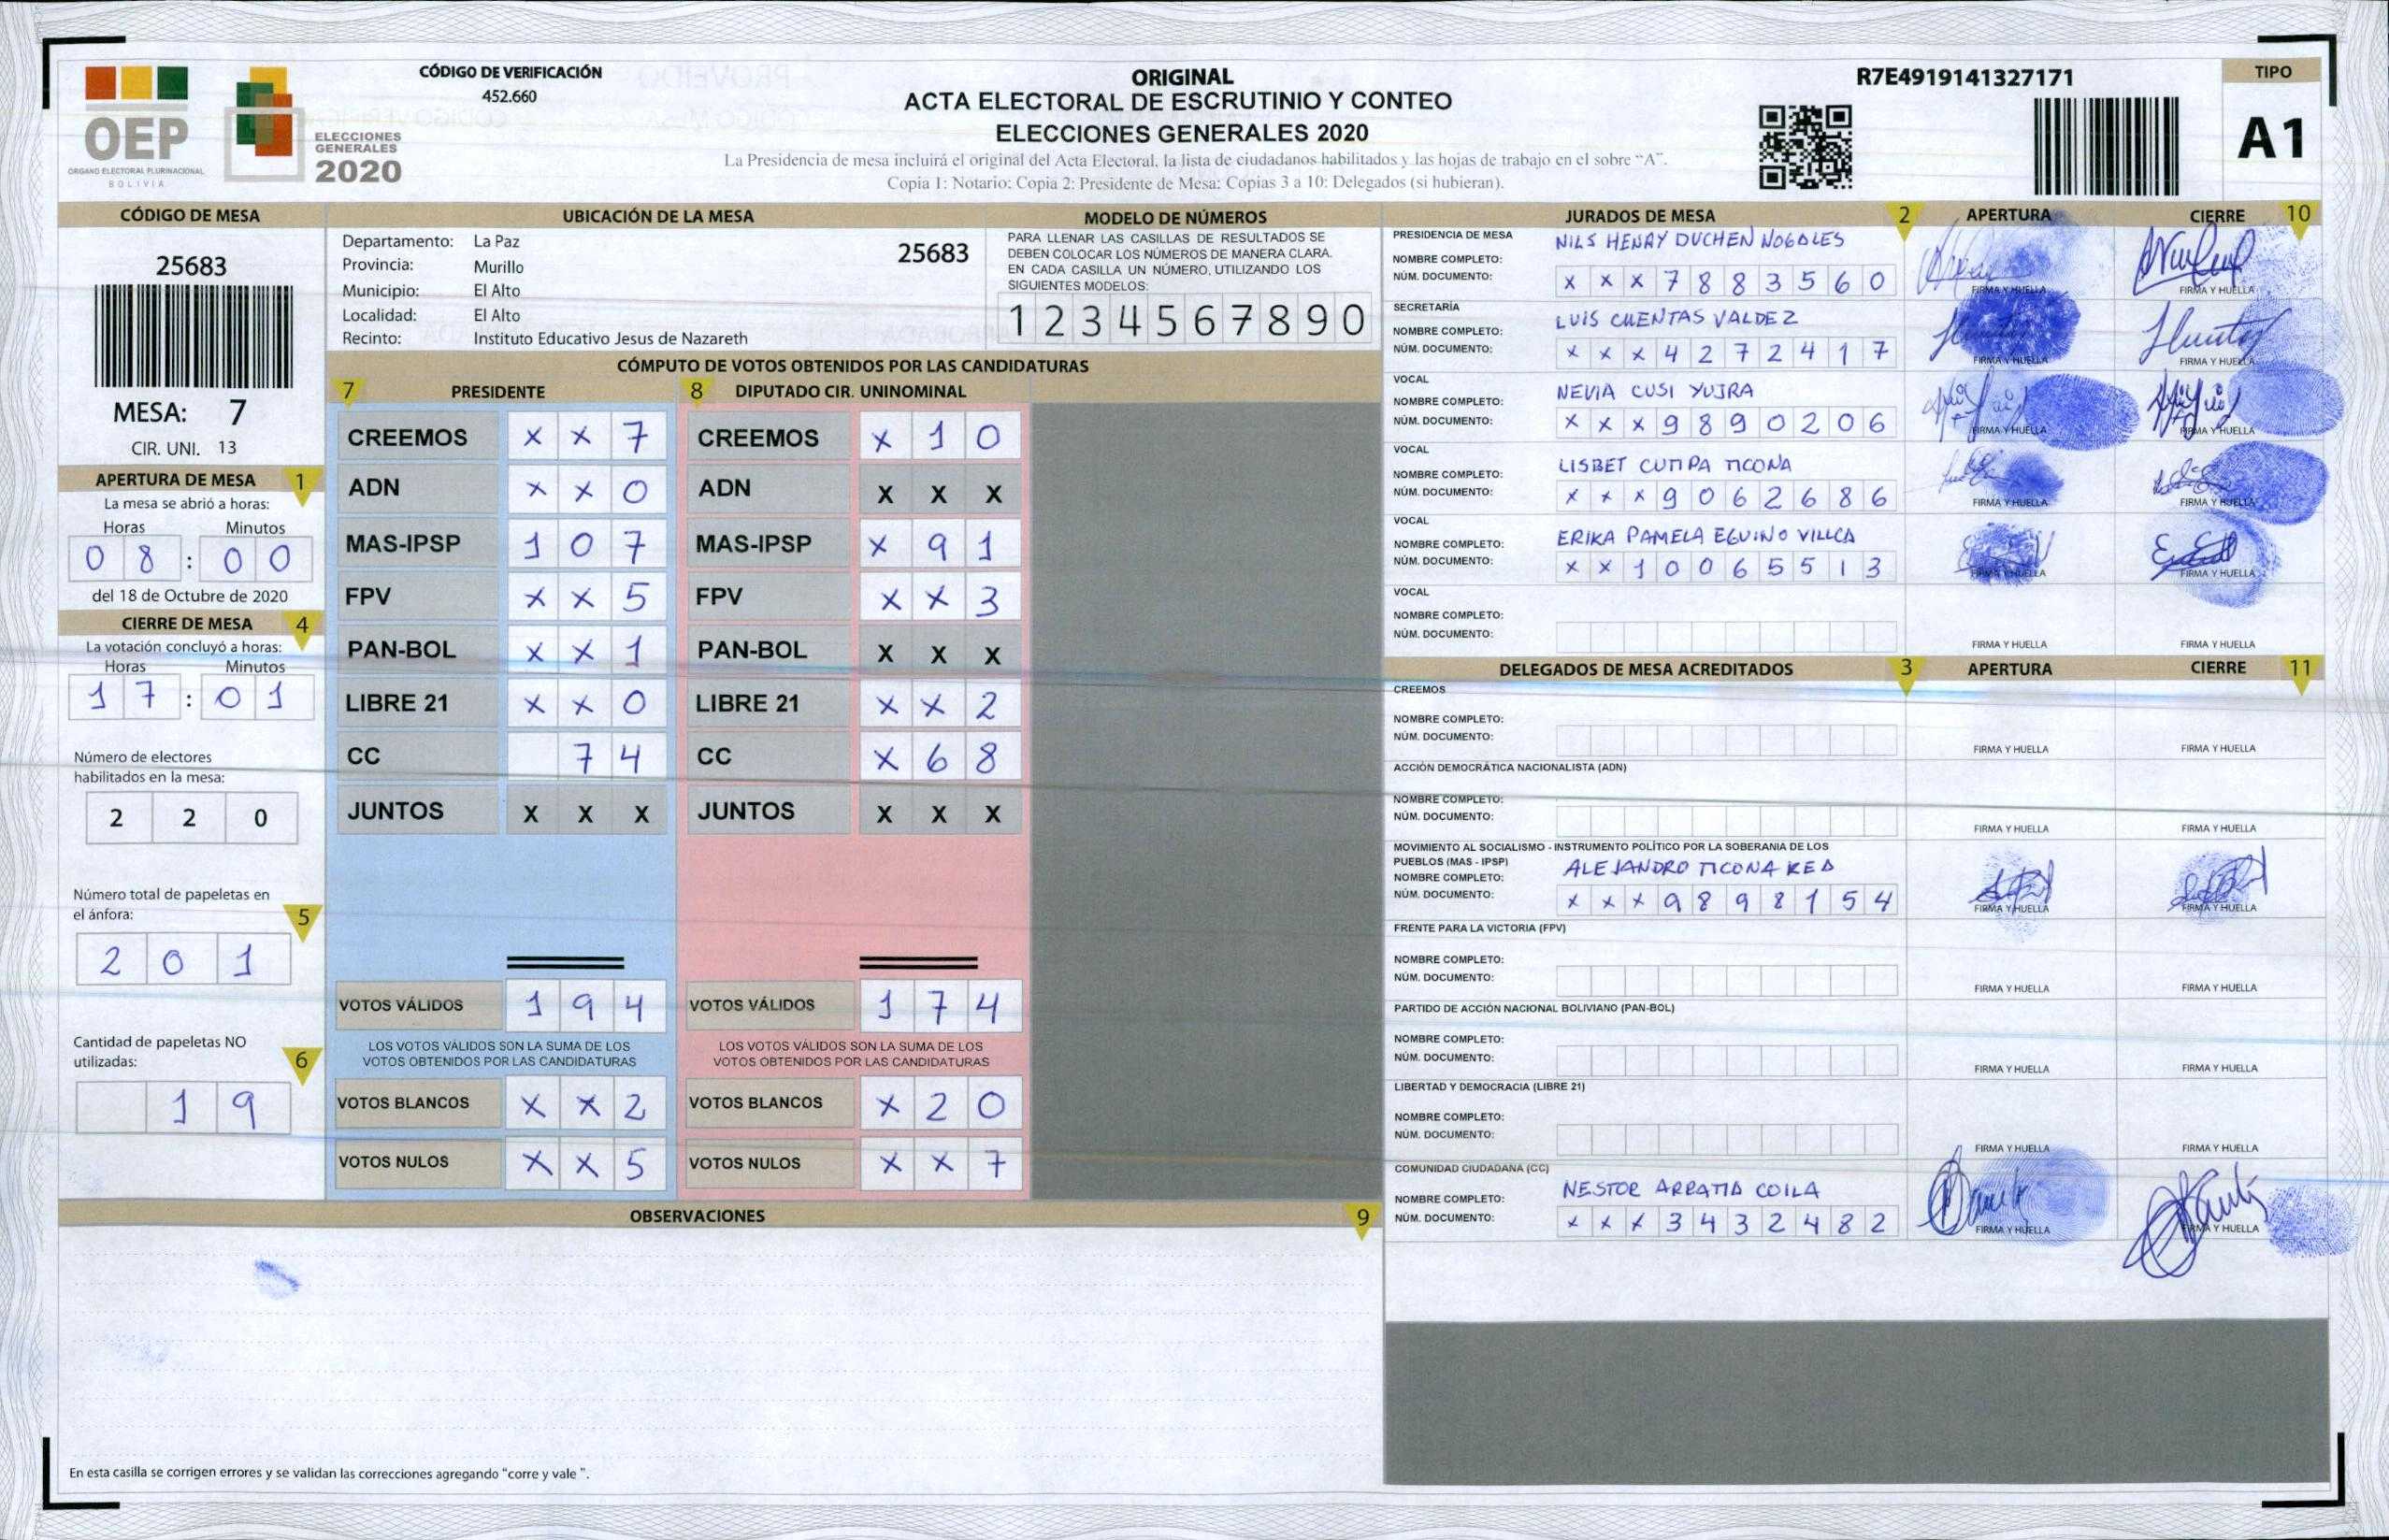 CÓDIGO DE VERIFICACIÓN
452.660
OEP
ÓRGANO ELECTORAL PLURINACIONAL
BOLIVIA
ELECCIONES
GENERALES
2020
ORIGINAL
ACTA ELECTORAL DE ESCRUTINIO Y CONTEO
ELECCIONES GENERALES 2020
La Presidencia de mesa incluirá el original del Acta Electoral, la lista de ciudadanos habilitados y las hojas de trabajo en el sobre “A”.
Copia 1: Notario; Copia 2: Presidente de Mesa; Copias 3 a 10: Delegados (si hubieran).
R7E4919141327171
TIPO
A1
CÓDIGO DE MESA
25683
MESA: 7
CIR. UNI. 13
APERTURA DE MESA 1
La mesa se abrió a horas:
Horas Minutos
0 8 : 0 0
del 18 de Octubre de 2020
CIERRE DE MESA 4
La votación concluyó a horas:
Horas Minutos
1 7 : 0 1
Número de electores
habilitados en la mesa:
2 2 0
Número total de papeletas en
el ánfora: 5
2 0 1
Cantidad de papeletas NO
utilizadas: 6
1 9
UBICACIÓN DE LA MESA
Departamento: La Paz 25683
Provincia: Murillo
Municipio: El Alto
Localidad: El Alto
Recinto: Instituto Educativo Jesus de Nazareth
MODELO DE NÚMEROS
PARA LLENAR LAS CASILLAS DE RESULTADOS SE
DEBEN COLOCAR LOS NÚMEROS DE MANERA CLARA.
EN CADA CASILLA UN NÚMERO, UTILIZANDO LOS
SIGUIENTES MODELOS:
1 2 3 4 5 6 7 8 9 0
CÓMPUTO DE VOTOS OBTENIDOS POR LAS CANDIDATURAS
7 PRESIDENTE 8 DIPUTADO CIR. UNINOMINAL
CREEMOS X X 7 CREEMOS X 1 0
ADN X X 0 ADN X X X
MAS-IPSP 1 0 7 MAS-IPSP X 9 1
FPV X X 5 FPV X X 3
PAN-BOL X X 1 PAN-BOL X X X
LIBRE 21 X X 0 LIBRE 21 X X 2
CC 7 4 CC X 6 8
JUNTOS X X X JUNTOS X X X
VOTOS VÁLIDOS 1 9 4 VOTOS VÁLIDOS 1 7 4
LOS VOTOS VÁLIDOS SON LA SUMA DE LOS LOS VOTOS VÁLIDOS SON LA SUMA DE LOS
VOTOS OBTENIDOS POR LAS CANDIDATURAS VOTOS OBTENIDOS POR LAS CANDIDATURAS
VOTOS BLANCOS X X 2 VOTOS BLANCOS X 2 0
VOTOS NULOS X X 5 VOTOS NULOS X X 7
OBSERVACIONES 9
En esta casilla se corrigen errores y se validan las correcciones agregando “corre y vale ”.
JURADOS DE MESA 2 APERTURA CIERRE 10
PRESIDENCIA DE MESA
NOMBRE COMPLETO: NILS HENRY DUCHEN NOGALES
NÚM. DOCUMENTO: X X X 7 8 8 3 5 6 0
FIRMA Y HUELLA FIRMA Y HUELLA
SECRETARÍA
NOMBRE COMPLETO: LUIS CUENTAS VALDEZ
NÚM. DOCUMENTO: X X X 4 2 7 2 4 1 7
FIRMA Y HUELLA FIRMA Y HUELLA
VOCAL
NOMBRE COMPLETO: NEVIA CUSI YUJRA
NÚM. DOCUMENTO: X X X 9 8 9 0 2 0 6
FIRMA Y HUELLA FIRMA Y HUELLA
VOCAL
NOMBRE COMPLETO: LISBET CUTIPA TICONA
NÚM. DOCUMENTO: X X X 9 0 6 2 6 8 6
FIRMA Y HUELLA FIRMA Y HUELLA
VOCAL
NOMBRE COMPLETO: ERIKA PAMELA EGUINO VILLCA
NÚM. DOCUMENTO: X X 1 0 0 6 5 5 1 3
FIRMA Y HUELLA FIRMA Y HUELLA
VOCAL
NOMBRE COMPLETO:
NÚM. DOCUMENTO:
FIRMA Y HUELLA FIRMA Y HUELLA
DELEGADOS DE MESA ACREDITADOS 3 APERTURA CIERRE 11
CREEMOS
NOMBRE COMPLETO:
NÚM. DOCUMENTO:
FIRMA Y HUELLA FIRMA Y HUELLA
ACCIÓN DEMOCRÁTICA NACIONALISTA (ADN)
NOMBRE COMPLETO:
NÚM. DOCUMENTO:
FIRMA Y HUELLA FIRMA Y HUELLA
MOVIMIENTO AL SOCIALISMO - INSTRUMENTO POLÍTICO POR LA SOBERANIA DE LOS
PUEBLOS (MAS - IPSP)
NOMBRE COMPLETO: ALEJANDRO TICONA
NÚM. DOCUMENTO: X X X 9 8 9 8 1 5 4
FIRMA Y HUELLA FIRMA Y HUELLA
FRENTE PARA LA VICTORIA (FPV)
NOMBRE COMPLETO:
NÚM. DOCUMENTO:
FIRMA Y HUELLA FIRMA Y HUELLA
PARTIDO DE ACCIÓN NACIONAL BOLIVIANO (PAN-BOL)
NOMBRE COMPLETO:
NÚM. DOCUMENTO:
FIRMA Y HUELLA FIRMA Y HUELLA
LIBERTAD Y DEMOCRACIA (LIBRE 21)
NOMBRE COMPLETO:
NÚM. DOCUMENTO:
FIRMA Y HUELLA FIRMA Y HUELLA
COMUNIDAD CIUDADANA (CC)
NOMBRE COMPLETO: NESTOR ARRATIA COILA
NÚM. DOCUMENTO: X X X 3 4 3 2 4 8 2
FIRMA Y HUELLA FIRMA Y HUELLA